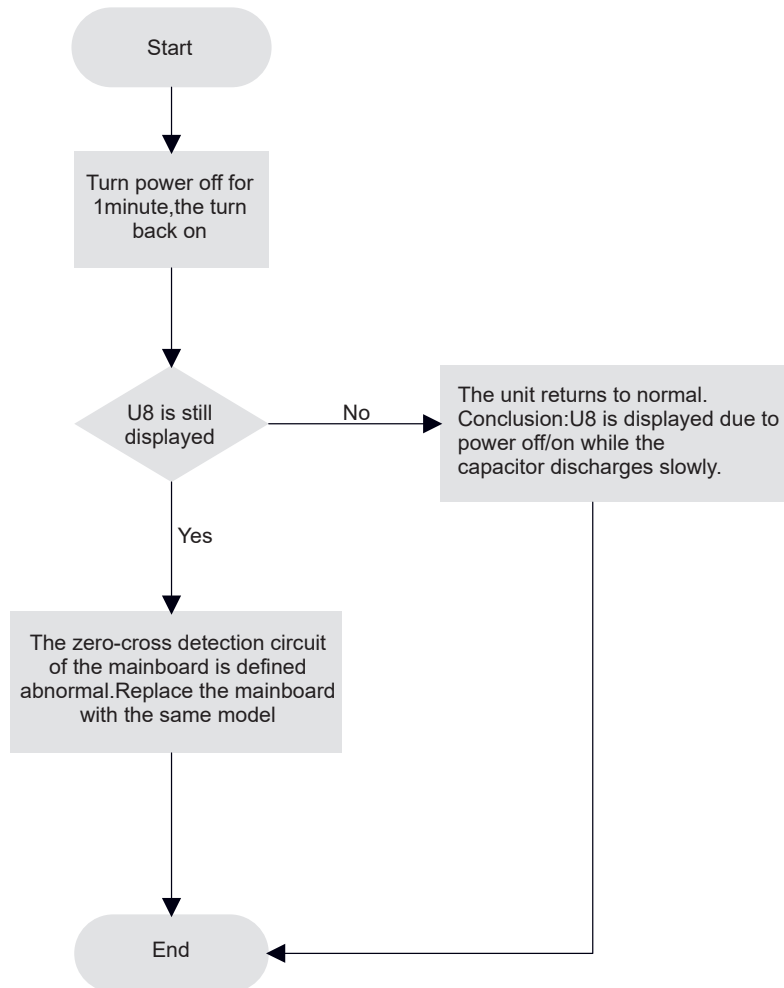 Start
Turn power off for
1minute,the turn
back on
U8 is still
displayed
No
The unit returns to normal.
Conclusion:U8 is displayed due to
power off/on while the
capacitor discharges slowly.
Yes
The zero-cross detection circuit
of the mainboard is defined
abnormal.Replace the mainboard
with the same model
End